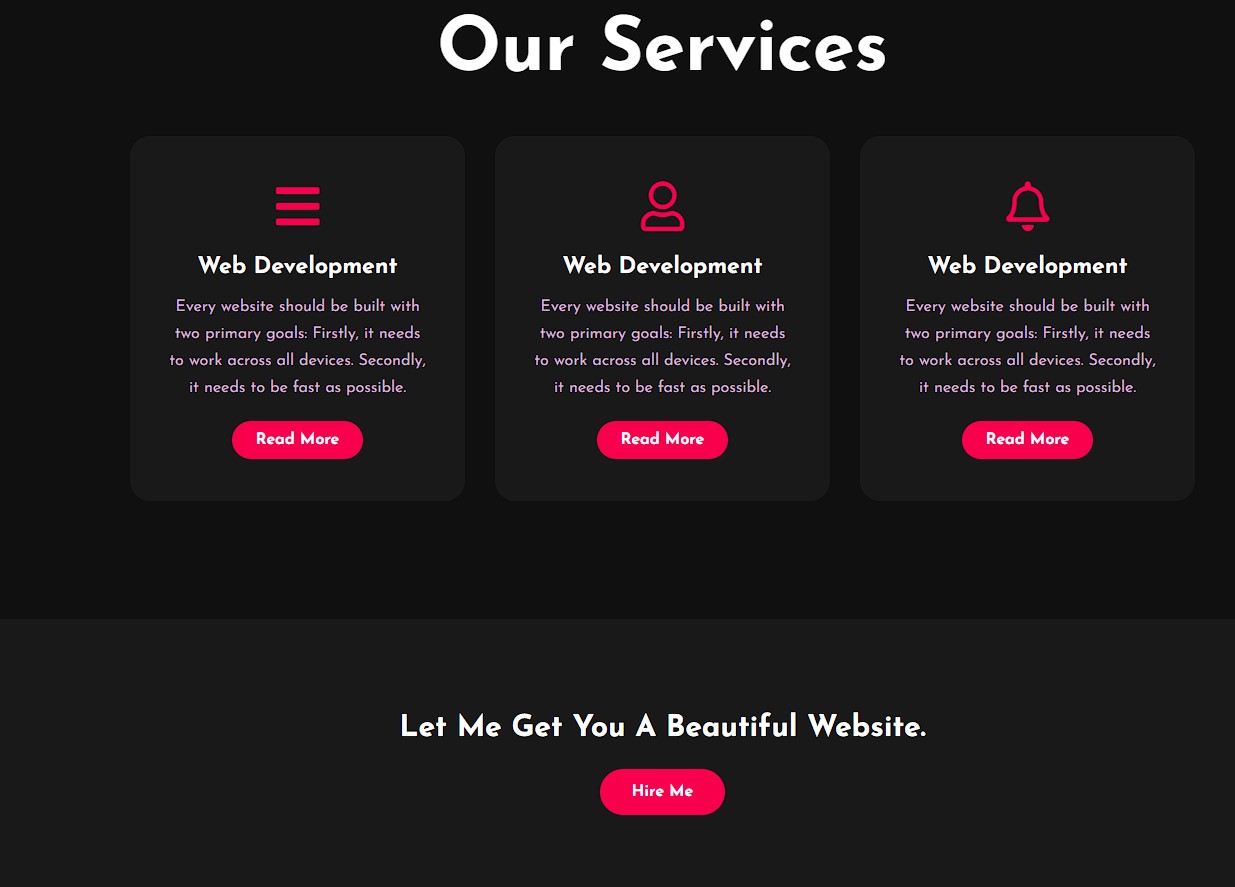 Our Services
Web Development
Every website should be built with
two primary goals: Firstly, it needs
to work across all devices. Secondly,
it needs to be fast as possible.
Read More
Web Development
Every website should be built with
two primary goals: Firstly, it needs
to work across all devices. Secondly,
it needs to be fast as possible.
Read More
Web Development
Every website should be built with
two primary goals: Firstly, it needs
to work across all devices. Secondly,
it needs to be fast as possible.
Read More
Let Me Get You A Beautiful Website.
Hire Me